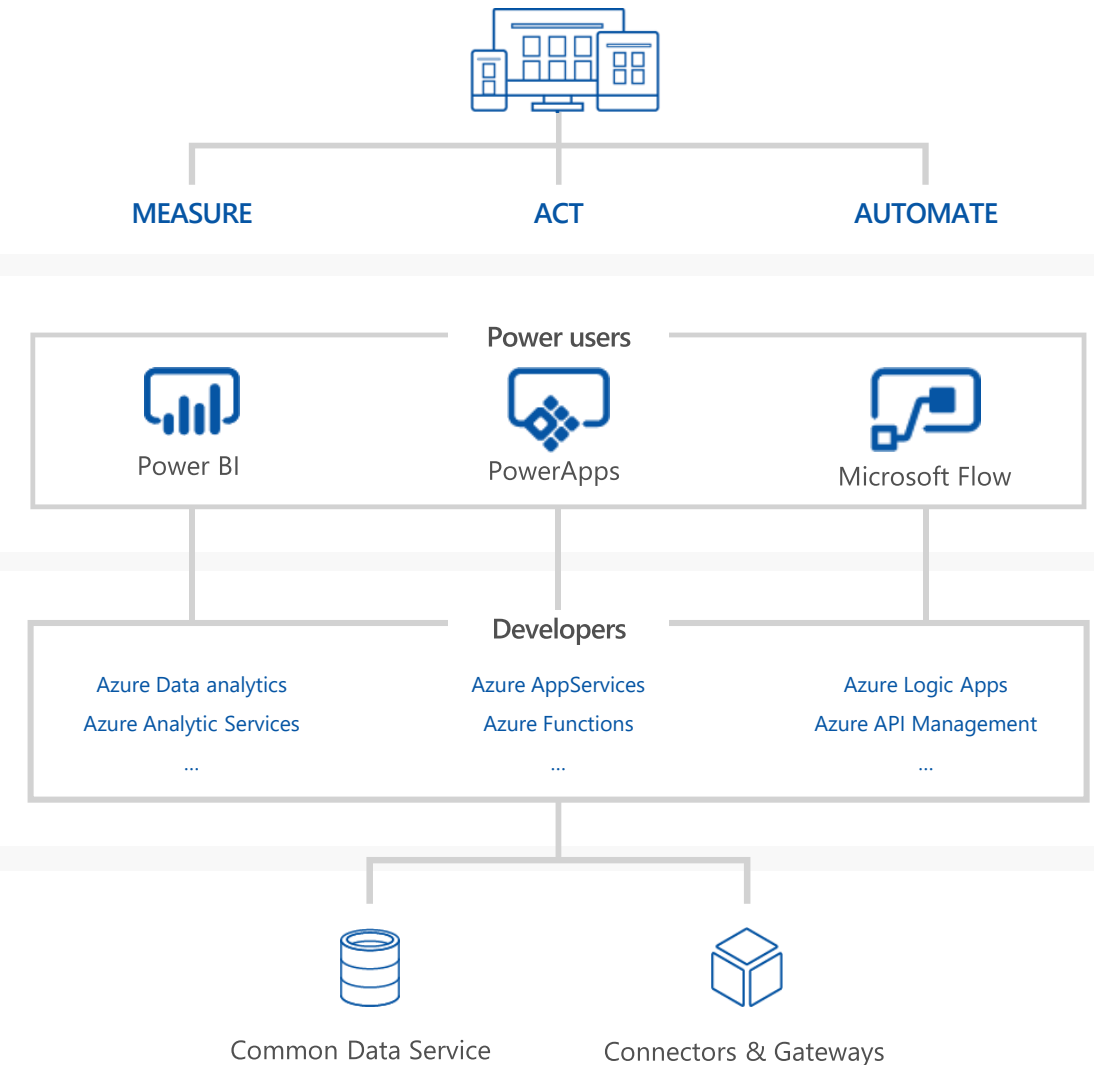 MEASURE
ACT
AUTOMATE
Power users
Power BI
PowerApps
Microsoft Flow
Developers
Azure Data analytics
Azure AppServices
Azure Logic Apps
Azure Analytic Services
Azure Functions
Azure API Management
...
...
...
Common Data Service
Connectors & Gateways